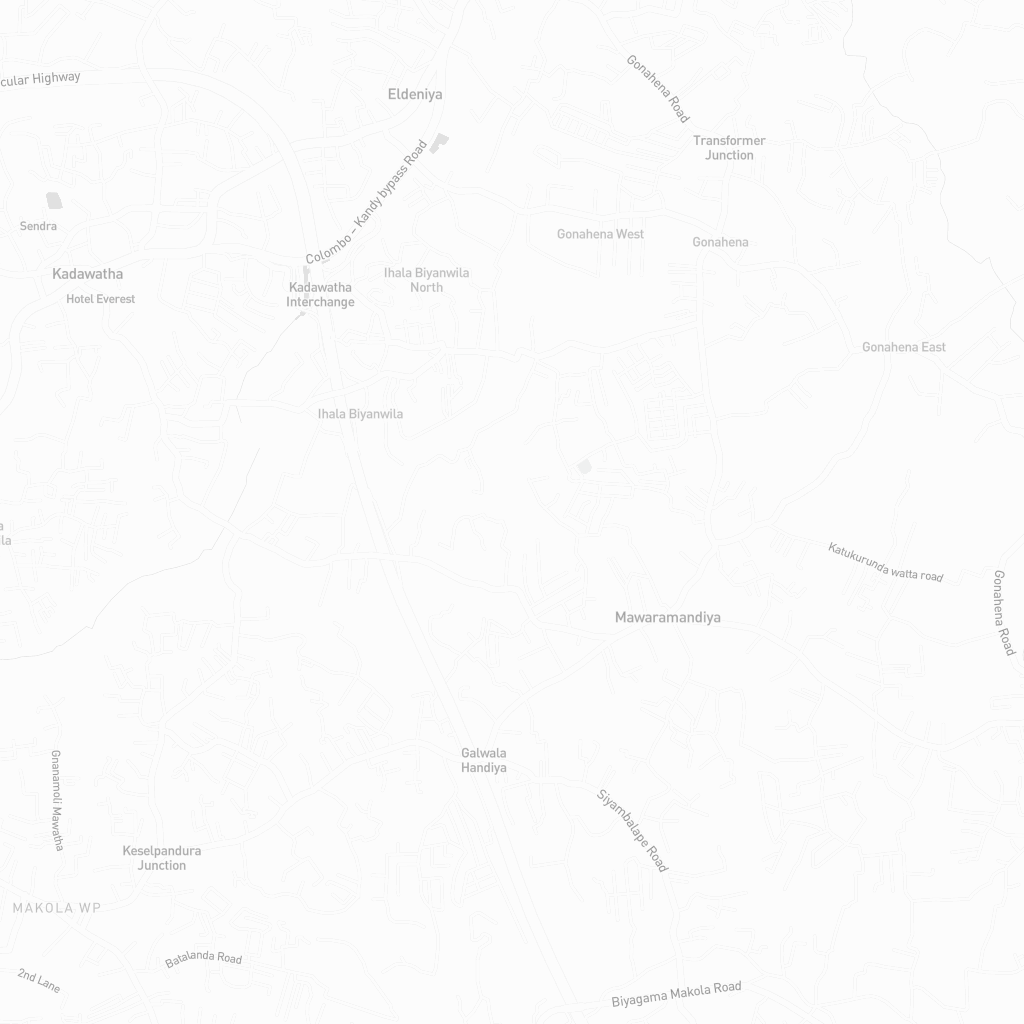 cular Highway
Eldeniya
Gonahena Road
Transformer
Junction
Colombo – Kandy bypass Road
Sendra
Gonahena West
Gonahena
Kadawatha
Hotel Everest
Kadawatha
Interchange
Ihala Biyanwila
North
Gonahena East
Ihala Biyanwila
a
la
Katukurunda watta road
Gonahena Road
Mawaramandiya
Galwala
Handiya
Gnanamoli Mawatha
Siyambalape Road
Keselpandura
Junction
MAKOLA WP
Batalanda Road
2nd Lane
Biyagama Makola Road